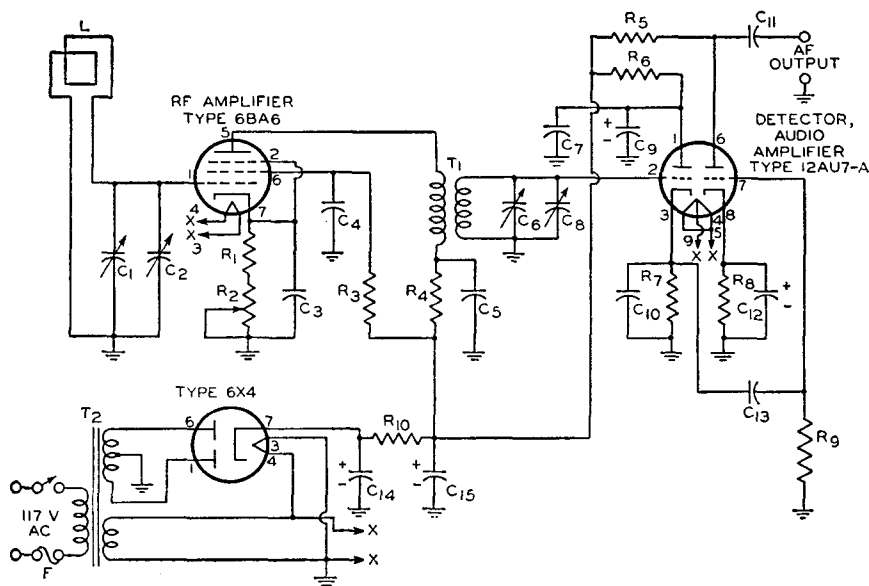 L
RF AMPLIFIER
TYPE 6BA6
5
2
1
6
4
7
X
X
3
C1
C2
R1
R2
C3
C4
R3
R4
C5
T1
C6
C8
R5
R6
C7
+
-
C9
C11
AF
OUTPUT
DETECTOR,
AUDIO
AMPLIFIER
TYPE 12AU7-A
1
6
2
7
3
4
8
9
5
X
X
R7
C10
R8
C12
+
-
C13
R9
TYPE 6X4
T2
6
7
3
1
4
R10
+
-
C14
+
-
C15
117 V
AC
F
X
X